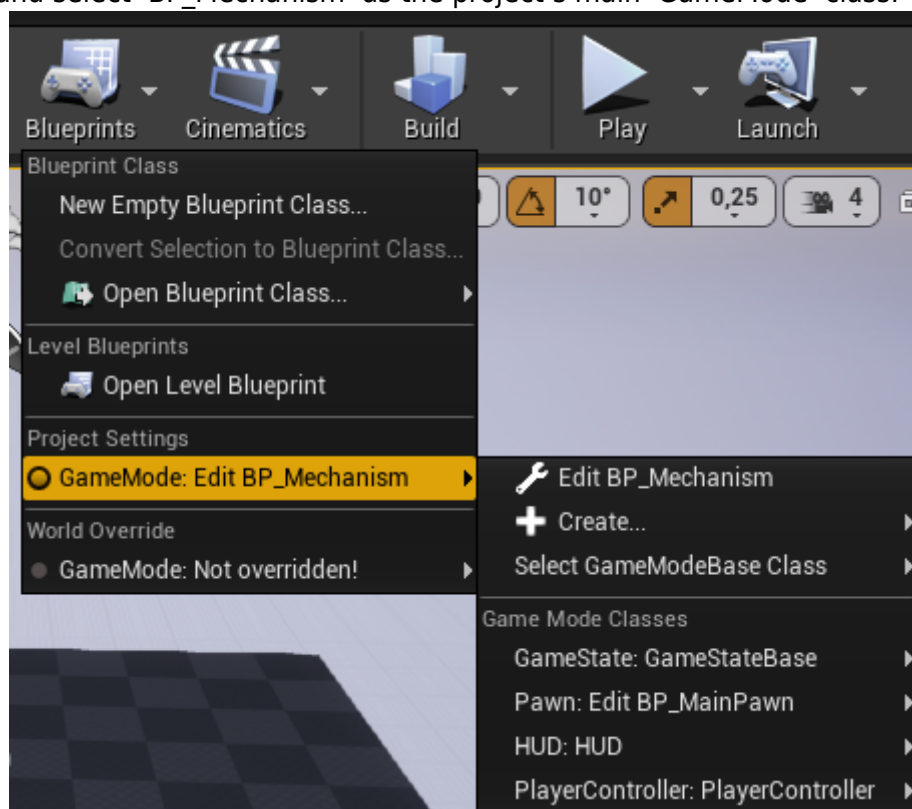 and select "BP_Mechanism" as the project's main "GameMode" class:
Blueprints Cinematics Build Play Launch
Blueprint Class
New Empty Blueprint Class...
10° 0,25 4
Convert Selection to Blueprint Class...
Open Blueprint Class...
Level Blueprints
Open Level Blueprint
Project Settings
GameMode: Edit BP_Mechanism
Edit BP_Mechanism
Create...
World Override
GameMode: Not overridden!
Select GameModeBase Class
Game Mode Classes
GameState: GameStateBase
Pawn: Edit BP_MainPawn
HUD: HUD
PlayerController: PlayerController